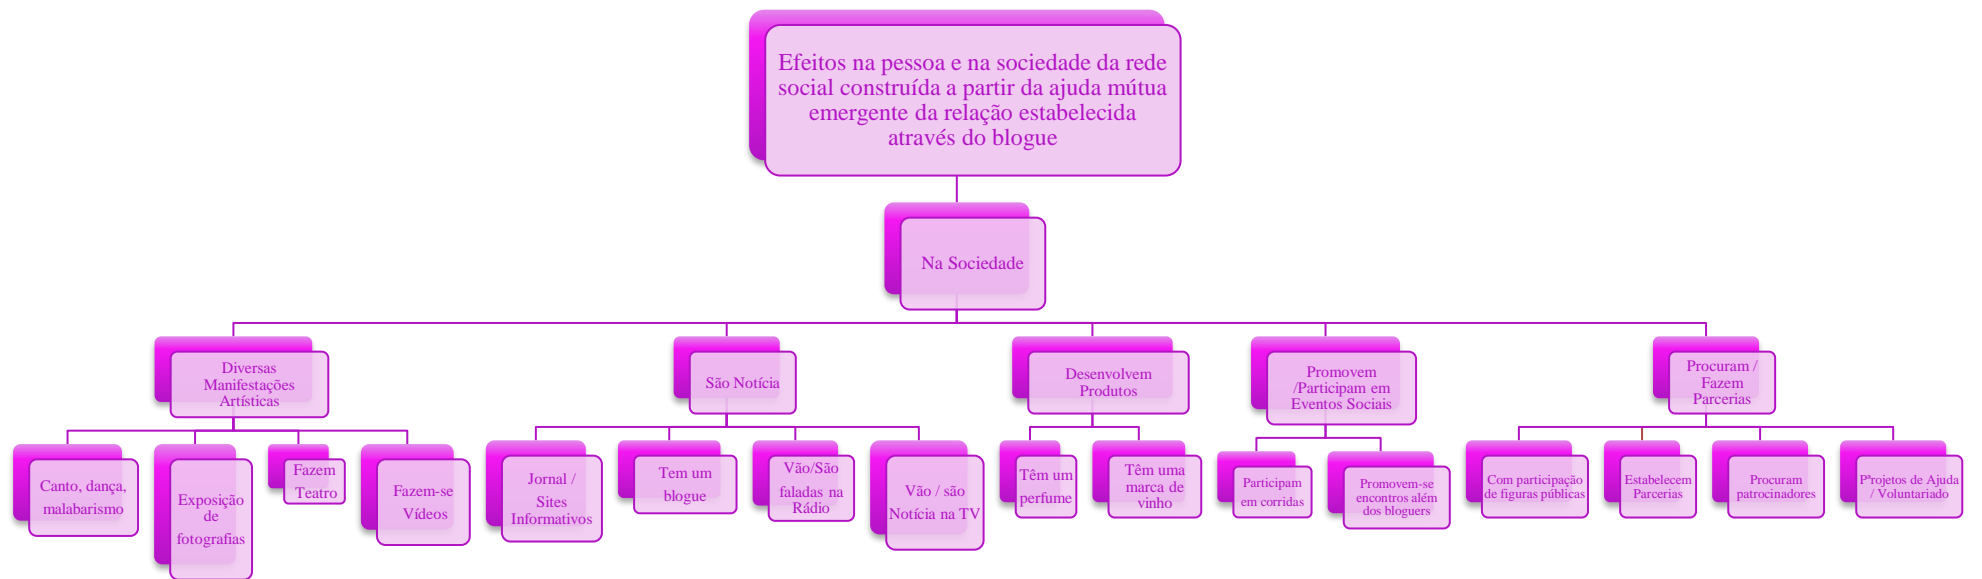 Efeitos na pessoa e na sociedade da rede
social construída a partir da ajuda mútua
emergente da relação estabelecida
através do blogue
Na Sociedade
Diversas
Manifestações
Artísticas
São Notícia
Desenvolvem
Produtos
Promovem
/Participam em
Eventos Sociais
Procuram /
Fazem
Parcerias
Canto, dança,
malabarismo
Exposição
de
fotografias
Fazem
Teatro
Fazem-se
Vídeos
Jornal /
Sites
Informativos
Tem um
blogue
Vão/São
faladas na
Rádio
Vão / são
Notícia na TV
Têm um
perfume
Têm uma
marca de
vinho
Participam
em corridas
Promovem-se
encontros além
dos bloguers
Com participação
de figuras públicas
Estabelecem
Parcerias
Procuram
patrocinadores
Pªrojetos de Ajuda
/ Voluntariado